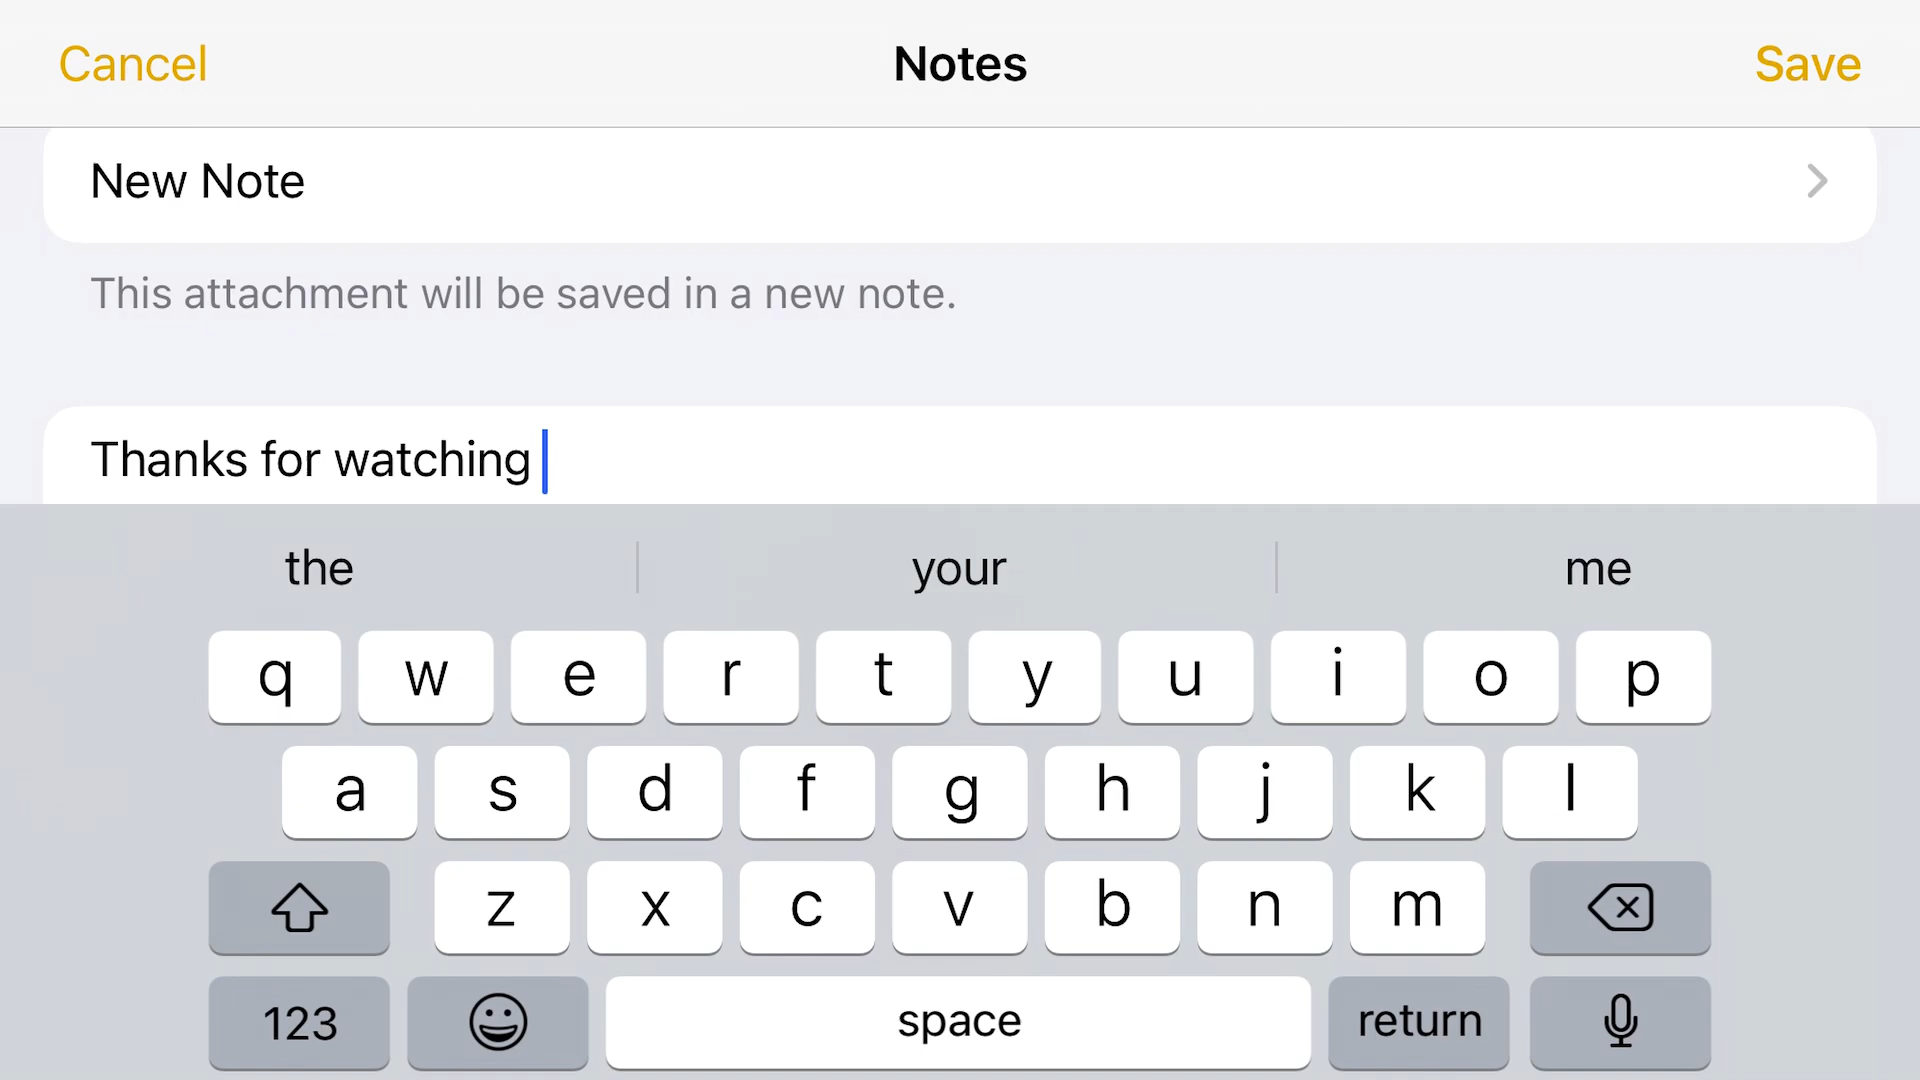 Cancel Notes Save
New Note
This attachment will be saved in a new note.
Thanks for watching
the your me
q w e r t y u i o p
a s d f g h j k l
z x c v b n m
123 space return